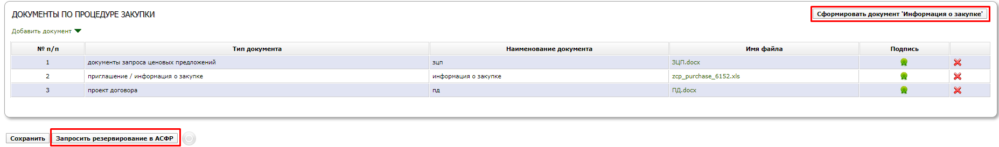 ДОКУМЕНТЫ ПО ПРОЦЕДУРЕ ЗАКУПКИ
Сформировать документ 'Информация о закупке'
Добавить документ
№ п/п Тип документа Наименование документа Имя файла Подпись
1 документы запроса ценовых предложений зцп ЗЦП.docx
2 приглашение / информация о закупке информация о закупке zcp_purchase_6152.xls
3 проект договора пд ПД.docx
Сохранить Запросить резервирование в АСФР